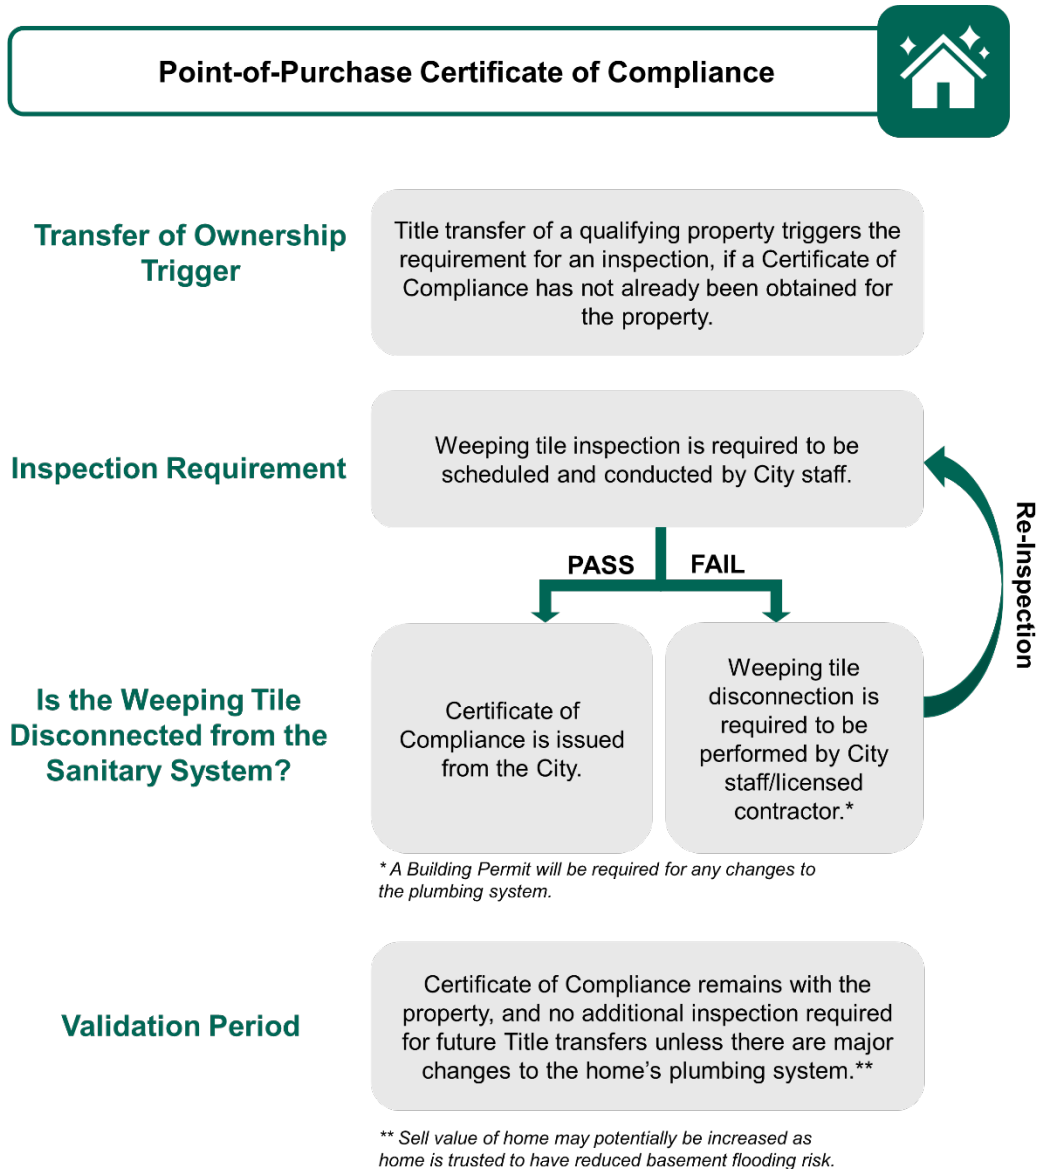 Point-of-Purchase Certificate of Compliance
Transfer of Ownership
Trigger
Title transfer of a qualifying property triggers the
requirement for an inspection, if a Certificate of
Compliance has not already been obtained for
the property.
Inspection Requirement
Weeping tile inspection is required to be
scheduled and conducted by City staff.
Re-Inspection
PASS
FAIL
Is the Weeping Tile
Disconnected from the
Sanitary System?
Certificate of
Compliance is issued
from the City.
Weeping tile
disconnection is
required to be
performed by City
staff/licensed
contractor.*
* A Building Permit will be required for any changes to
the plumbing system.
Validation Period
Certificate of Compliance remains with the
property, and no additional inspection required
for future Title transfers unless there are major
changes to the home’s plumbing system.**
** Sell value of home may potentially be increased as
home is trusted to have reduced basement flooding risk.